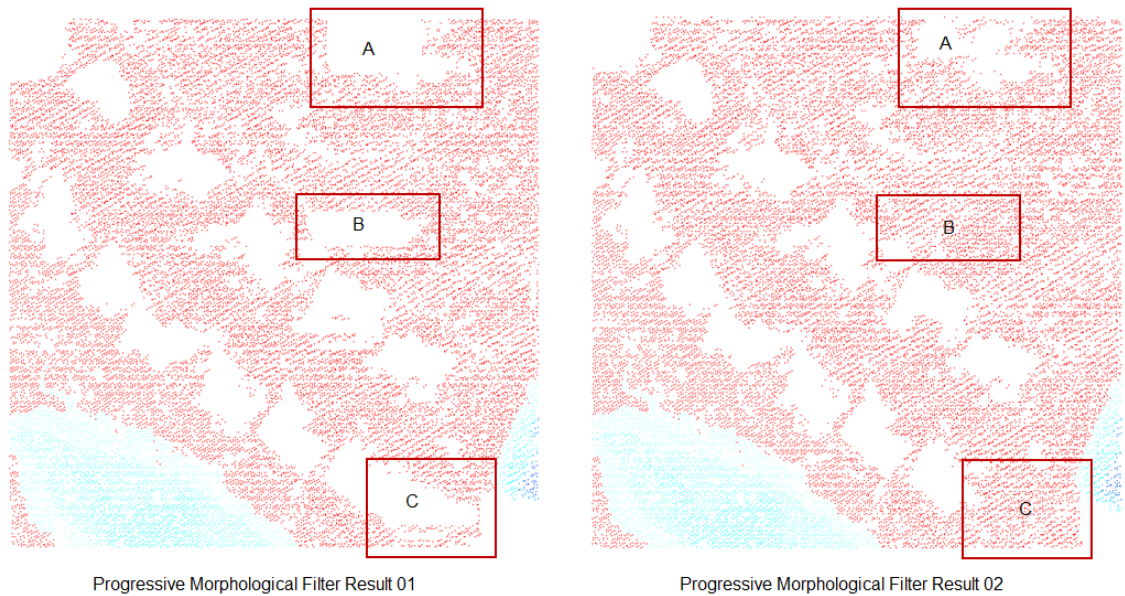 A
A
B
B
C
C
Progressive Morphological Filter Result 01
Progressive Morphological Filter Result 02